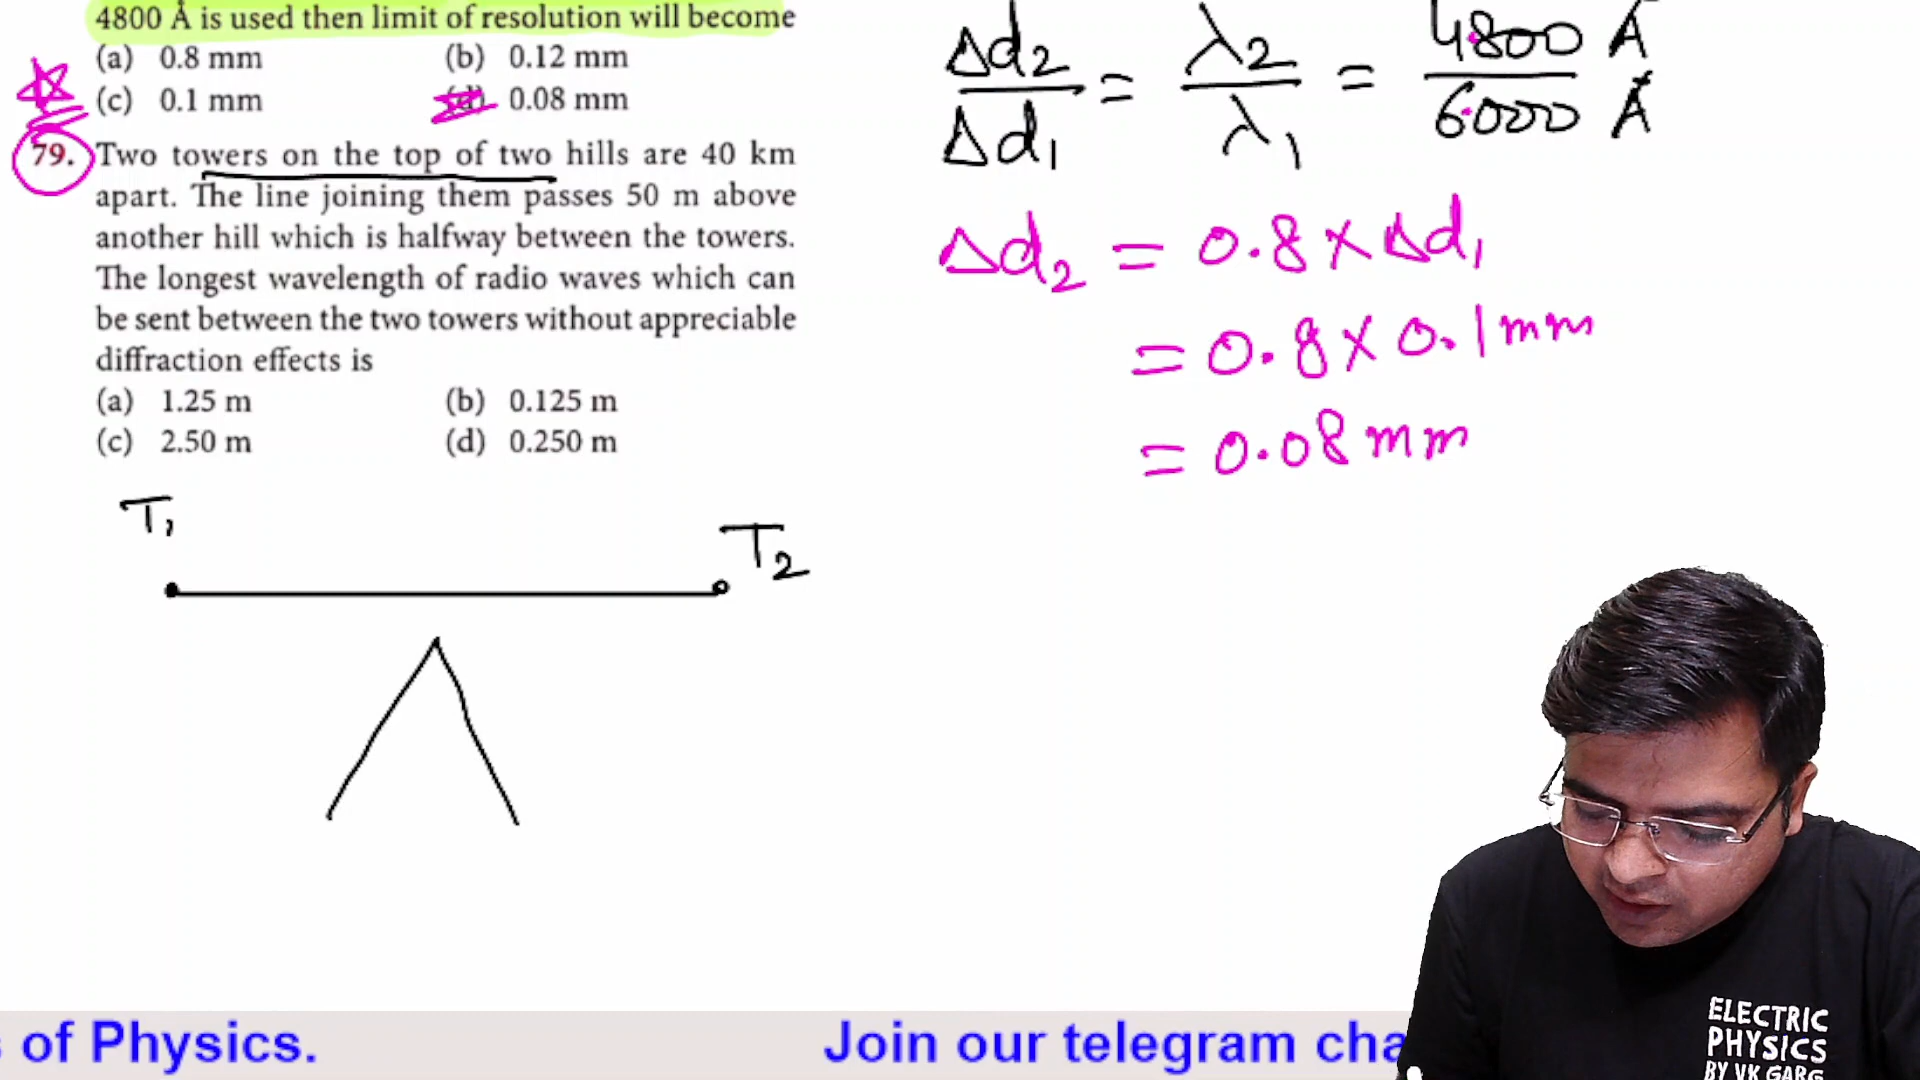 4800 Å is used then limit of resolution will become
(a) 0.8 mm (b) 0.12 mm
(c) 0.1 mm (d) 0.08 mm
79. Two towers on the top of two hills are 40 km
apart. The line joining them passes 50 m above
another hill which is halfway between the towers.
The longest wavelength of radio waves which can
be sent between the two towers without appreciable
diffraction effects is
(a) 1.25 m (b) 0.125 m
(c) 2.50 m (d) 0.250 m
T1
T2
Δd2 / Δd1 = λ2 / λ1 = 4800 Å / 6000 Å
Δd2 = 0.8 × Δd1
= 0.8 × 0.1 mm
= 0.08 mm
of Physics.
Join our telegram cha
ELECTRIC
PHYSICS
BY VK GARG